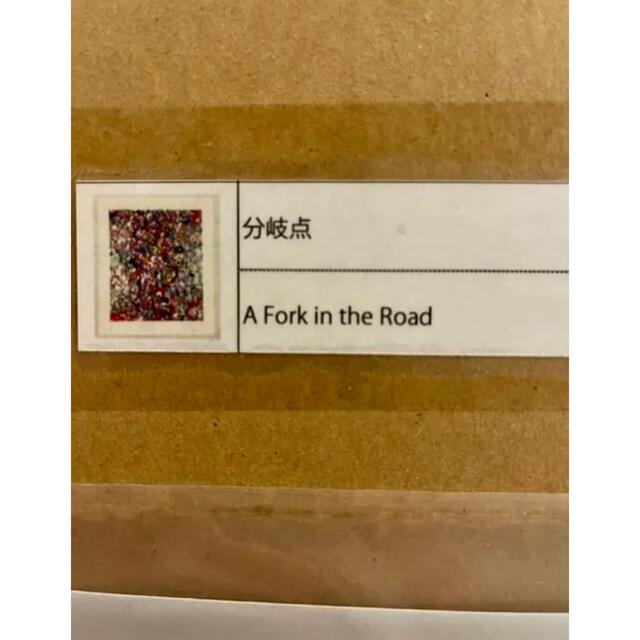 分岐点
A Fork in the Road